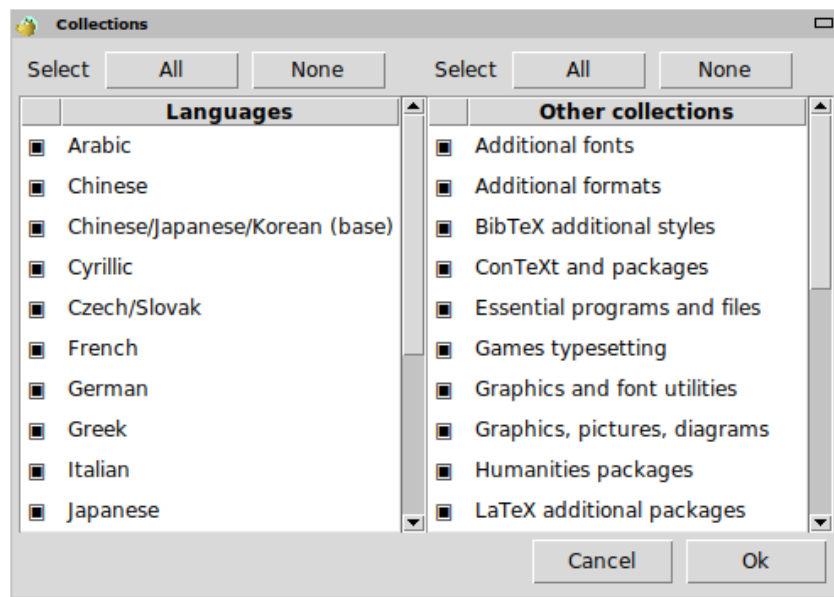 Collections
Select All None Select All None
Languages
Arabic
Chinese
Chinese/Japanese/Korean (base)
Cyrillic
Czech/Slovak
French
German
Greek
Italian
Japanese
Other collections
Additional fonts
Additional formats
BibTeX additional styles
ConTeXt and packages
Essential programs and files
Games typesetting
Graphics and font utilities
Graphics, pictures, diagrams
Humanities packages
LaTeX additional packages
Cancel Ok